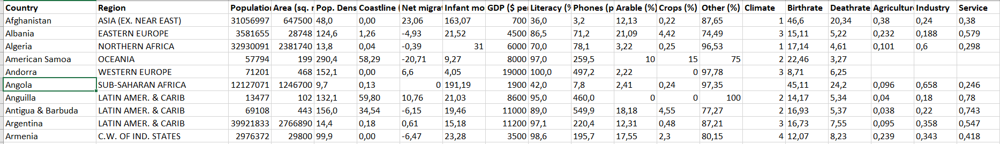 Country Region Populatio Area (sq. r Pop. Dens Coastline ( Net migra Infant mo GDP ($ pe Literacy (% Phones (p Arable (%) Crops (%) Other (%) Climate Birthrate Deathrate Agricultur Industry Service
Afghanistan ASIA (EX. NEAR EAST) 31056997 647500 48,0 0,00 23,06 163,07 700 36,0 3,2 12,13 0,22 87,65 1 46,6 20,34 0,38 0,24 0,38
Albania EASTERN EUROPE 3581655 28748 124,6 1,26 -4,93 21,52 4500 86,5 71,2 21,09 4,42 74,49 3 15,11 5,22 0,232 0,188 0,579
Algeria NORTHERN AFRICA 32930091 2381740 13,8 0,04 -0,39 31 6000 70,0 78,1 3,22 0,25 96,53 1 17,14 4,61 0,101 0,6 0,298
American Samoa OCEANIA 57794 199 290,4 58,29 -20,71 9,27 8000 97,0 259,5 10 15 75 2 22,46 3,27
Andorra WESTERN EUROPE 71201 468 152,1 0,00 6,6 4,05 19000 100,0 497,2 2,22 0 97,78 3 8,71 6,25
Angola SUB-SAHARAN AFRICA 12127071 1246700 9,7 0,13 0 191,19 1900 42,0 7,8 2,41 0,24 97,35 45,11 24,2 0,096 0,658 0,246
Anguilla LATIN AMER. & CARIB 13477 102 132,1 59,80 10,76 21,03 8600 95,0 460,0 0 0 100 2 14,17 5,34 0,04 0,18 0,78
Antigua & Barbuda LATIN AMER. & CARIB 69108 443 156,0 34,54 -6,15 19,46 11000 89,0 549,9 18,18 4,55 77,27 2 16,93 5,37 0,038 0,22 0,743
Argentina LATIN AMER. & CARIB 39921833 2766890 14,4 0,18 0,61 15,18 11200 97,1 220,4 12,31 0,48 87,21 3 16,73 7,55 0,095 0,358 0,547
Armenia C.W. OF IND. STATES 2976372 29800 99,9 0,00 -6,47 23,28 3500 98,6 195,7 17,55 2,3 80,15 4 12,07 8,23 0,239 0,343 0,418